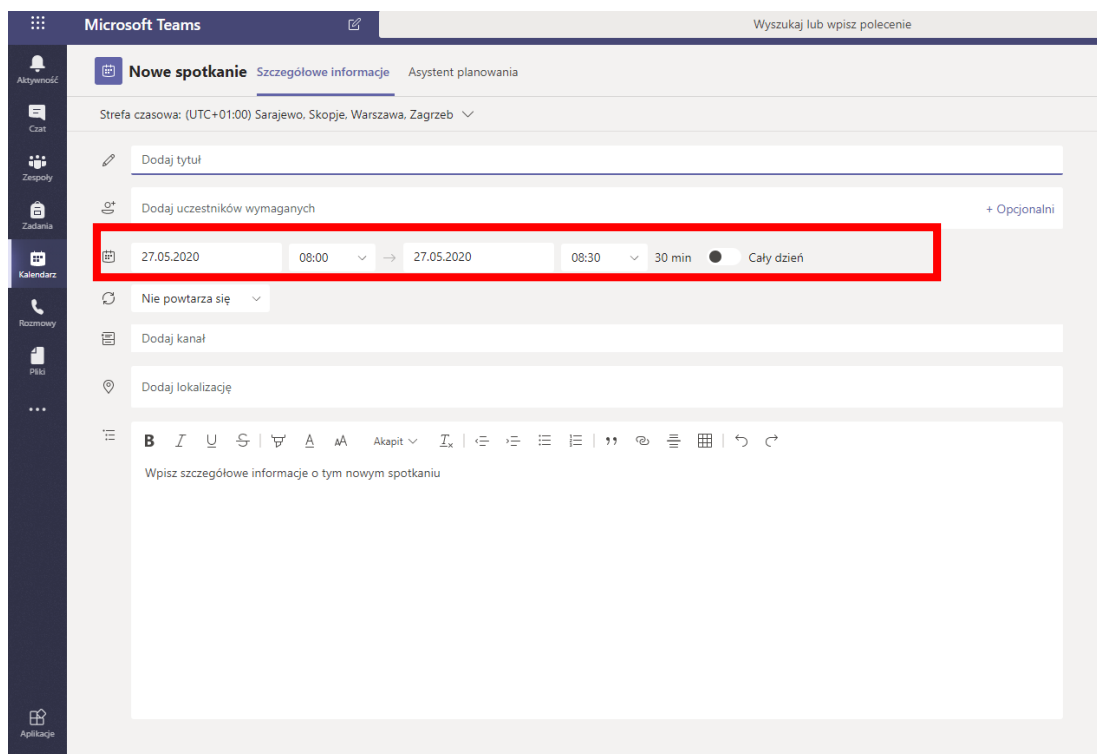 Microsoft Teams
Wyszukaj lub wpisz polecenie
Aktywność
Czat
Zespoły
Zadania
Kalendarz
Rozmowy
Pliki
Aplikacje
Nowe spotkanie Szczegółowe informacje Asystent planowania
Strefa czasowa: (UTC+01:00) Sarajewo, Skopje, Warszawa, Zagrzeb
Dodaj tytuł
Dodaj uczestników wymaganych + Opcjonalni
27.05.2020 08:00 → 27.05.2020 08:30 30 min Cały dzień
Nie powtarza się
Dodaj kanał
Dodaj lokalizację
B I U S A AA Akapit Tx
Wpisz szczegółowe informacje o tym nowym spotkaniu